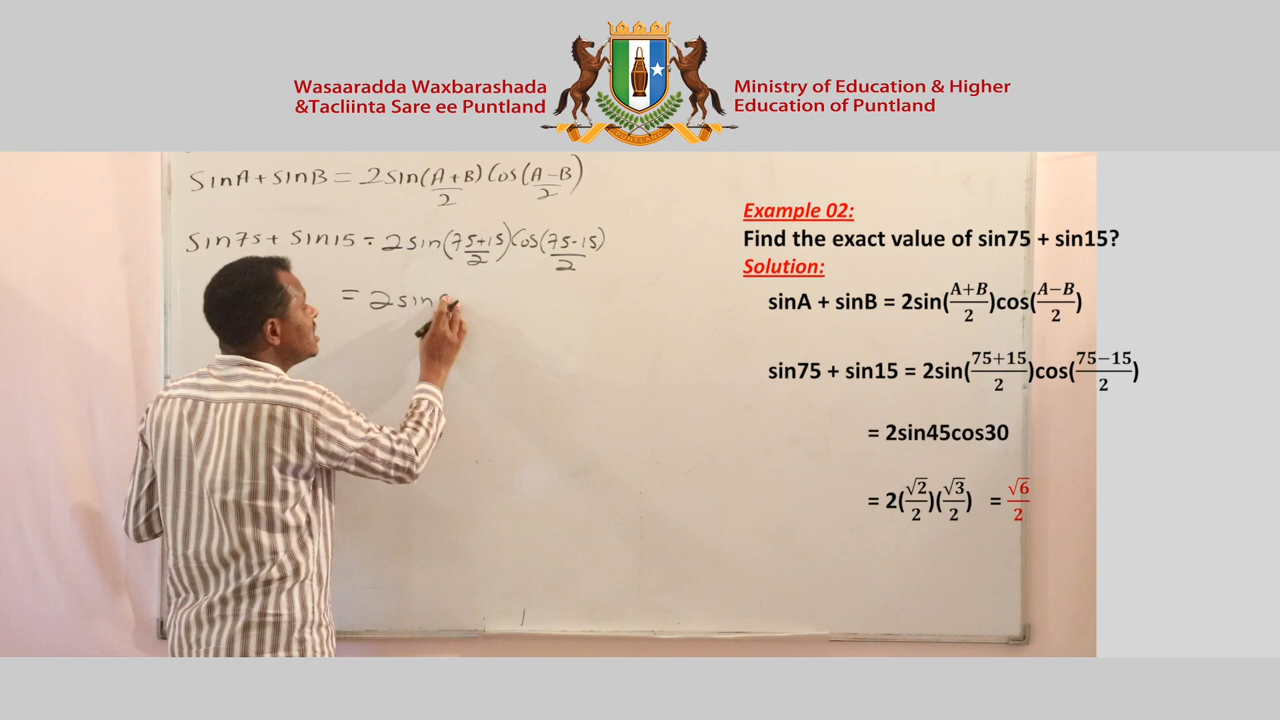 Wasaaradda Waxbarashada
&Tacliinta Sare ee Puntland
PUNTLAND
Ministry of Education & Higher
Education of Puntland
SinA + sinB = 2sin(A+B/2) Cos(A-B/2)
Sin75 + Sin15 = 2sin(75+15/2) Cos(75-15/2)
= 2sin
Example 02:
Find the exact value of sin75 + sin15?
Solution:
sinA + sinB = 2sin(A+B/2)cos(A−B/2)
sin75 + sin15 = 2sin(75+15/2)cos(75−15/2)
= 2sin45cos30
= 2(√2/2)(√3/2) = √6/2